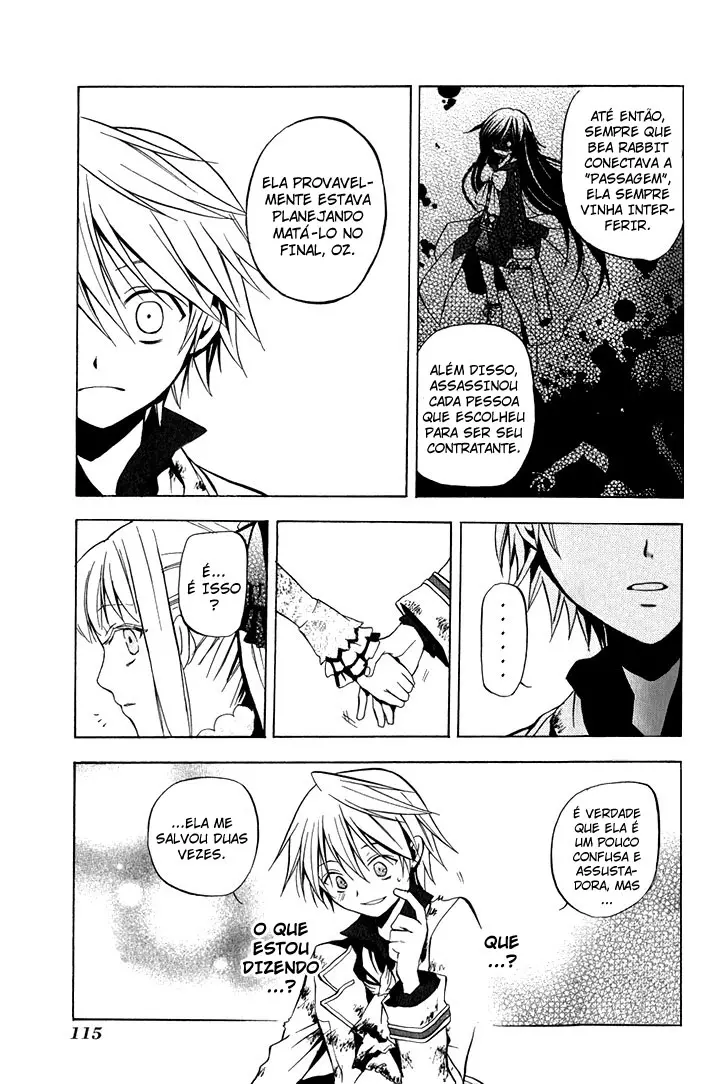 ATÉ ENTÃO,
SEMPRE QUE
BEA RABBIT
CONECTAVA A
"PASSAGEM",
ELA SEMPRE
VINHA INTER-
FERIR.
ALÉM DISSO,
ASSASSINOU
CADA PESSOA
QUE ESCOLHEU
PARA SER SEU
CONTRATANTE.
ELA PROVAVEL-
MENTE ESTAVA
PLANEJANDO
MATÁ-LO NO
FINAL, OZ.
......
É...
É ISSO
?
É VERDADE
QUE ELA É
UM POUCO
CONFUSA E
ASSUSTA-
DORA, MAS
...
QUE
...?
...ELA ME
SALVOU DUAS
VEZES.
O QUE
ESTOU
DIZENDO
...?
115